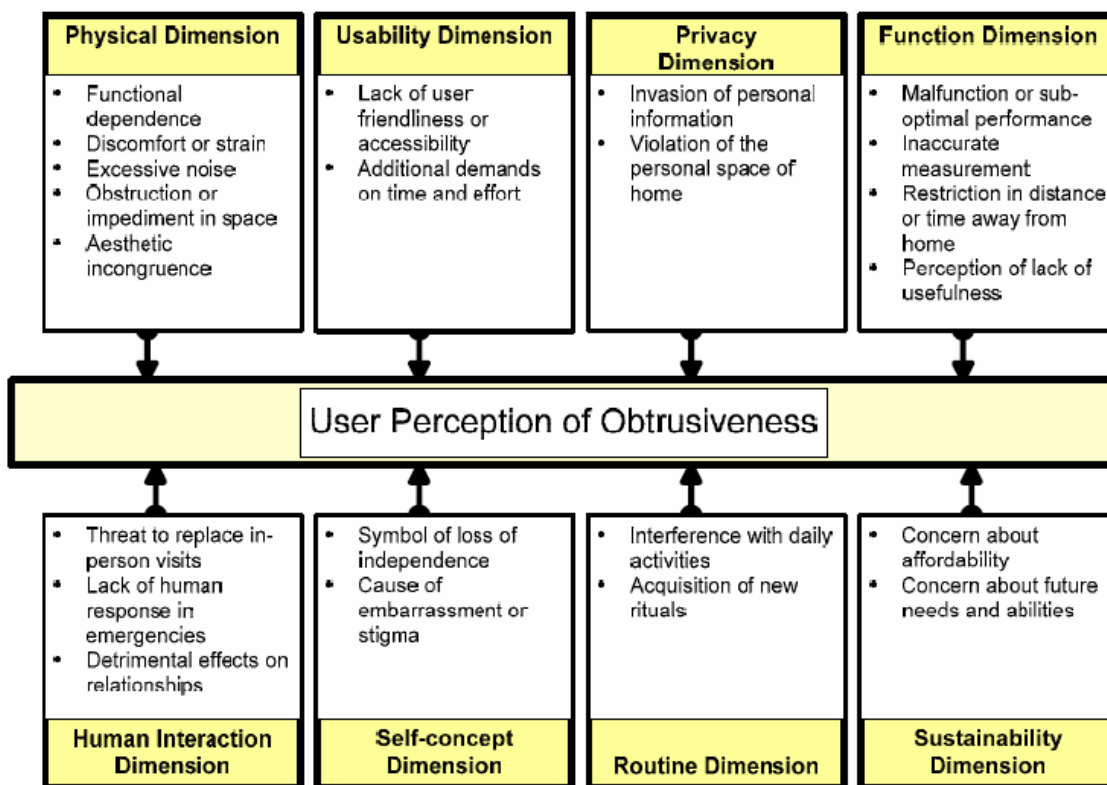 Physical Dimension
• Functional
dependence
• Discomfort or strain
• Excessive noise
• Obstruction or
impediment in space
• Aesthetic
incongruence
Usability Dimension
• Lack of user
friendliness or
accessibility
• Additional demands
on time and effort
Privacy
Dimension
• Invasion of personal
information
• Violation of the
personal space of
home
Function Dimension
• Malfunction or sub-
optimal performance
• Inaccurate
measurement
• Restriction in distance
or time away from
home
• Perception of lack of
usefulness
User Perception of Obtrusiveness
• Threat to replace in-
person visits
• Lack of human
response in
emergencies
• Detrimental effects on
relationships
Human Interaction
Dimension
• Symbol of loss of
independence
• Cause of
embarrassment or
stigma
Self-concept
Dimension
• Interference with daily
activities
• Acquisition of new
rituals
Routine Dimension
• Concern about
affordability
• Concern about future
needs and abilities
Sustainability
Dimension